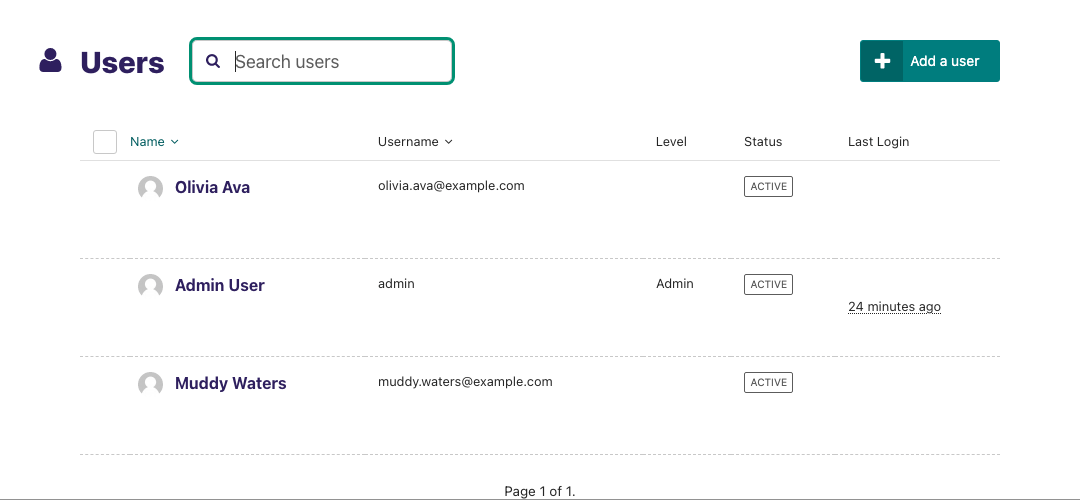 Users
Search users
Add a user
Name Username Level Status Last Login
Olivia Ava olivia.ava@example.com ACTIVE
Admin User admin Admin ACTIVE
24 minutes ago
Muddy Waters muddy.waters@example.com ACTIVE
Page 1 of 1.